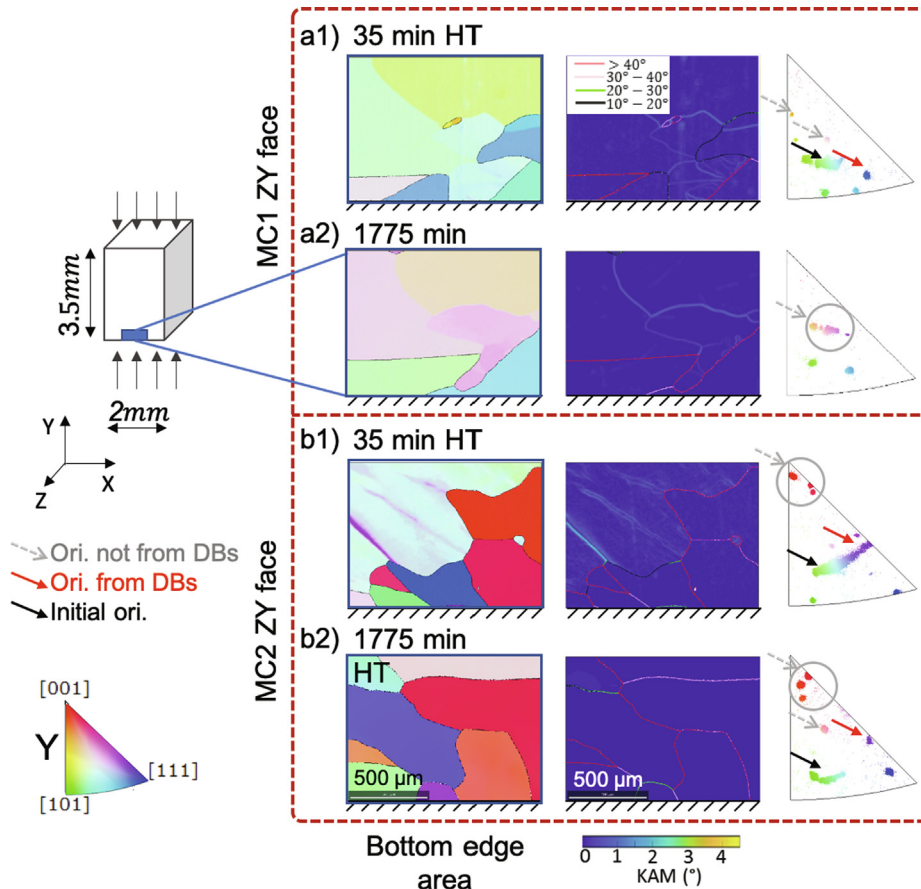 a1) 35 min HT
> 40°
30° − 40°
20° − 30°
10° − 20°
MC1 ZY face
a2) 1775 min
3.5mm
2mm
Y
Z
X
b1) 35 min HT
MC2 ZY face
Ori. not from DBs
Ori. from DBs
Initial ori.
b2) 1775 min
HT
[001]
Y
[111]
[101]
500 µm
500 µm
Bottom edge
area
0 1 2 3 4
KAM (°)